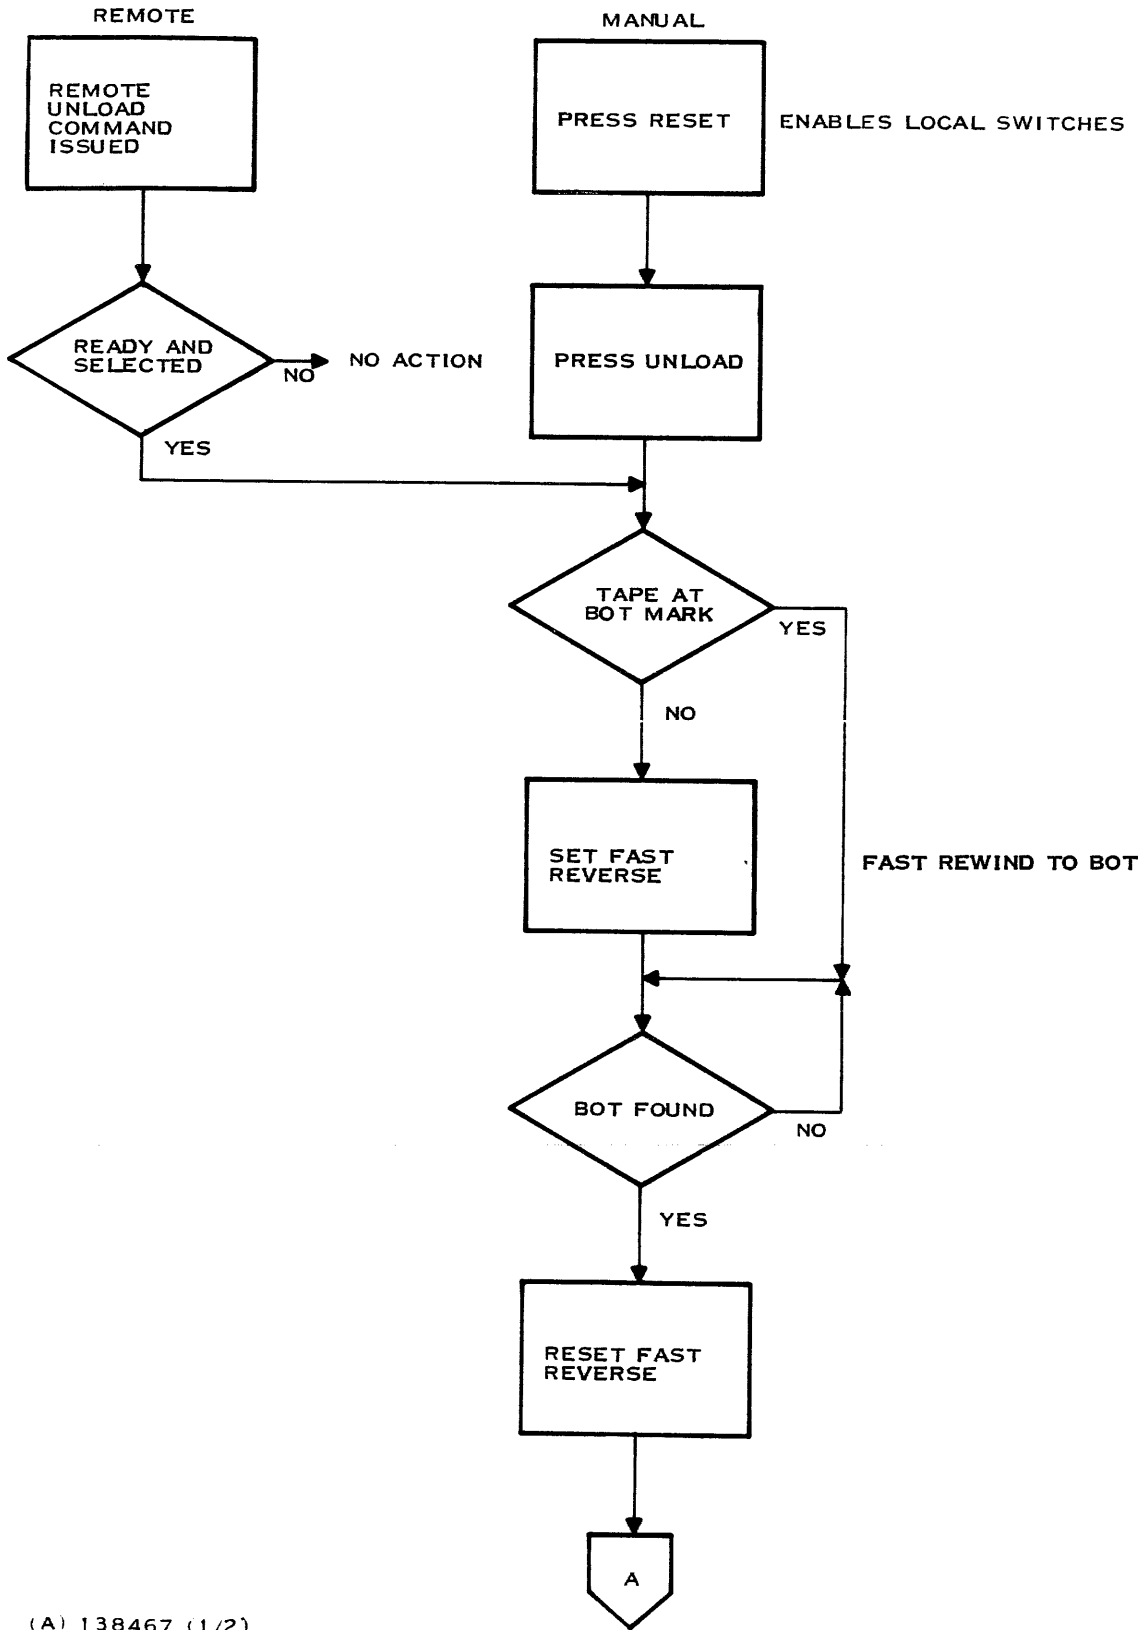 REMOTE
MANUAL
REMOTE
UNLOAD
COMMAND
ISSUED
PRESS RESET
ENABLES LOCAL SWITCHES
READY AND
SELECTED
NO
NO ACTION
PRESS UNLOAD
YES
TAPE AT
BOT MARK
YES
NO
SET FAST
REVERSE
FAST REWIND TO BOT
BOT FOUND
NO
YES
RESET FAST
REVERSE
A
(A) 138467 (1/2)